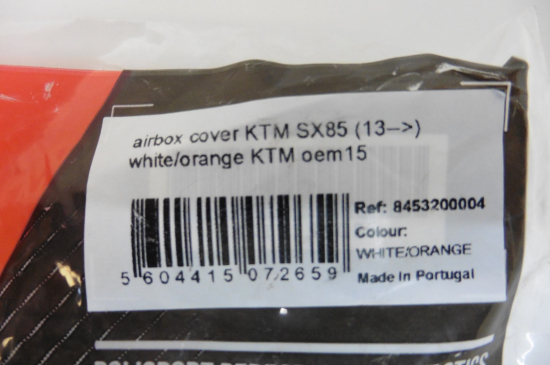 airbox cover KTM SX85 (13-->)
white/orange KTM oem15
Ref: 8453200004
Colour:
WHITE/ORANGE
Made in Portugal
5 604415 072659